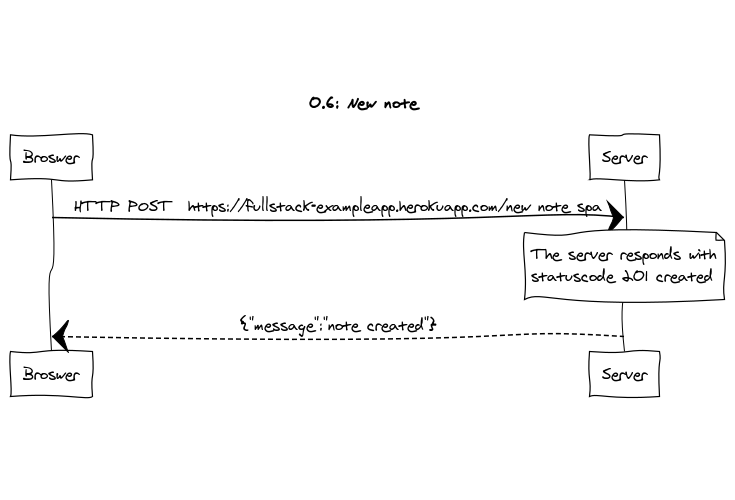 0.6: New note
Broswer
Server
HTTP POST https://fullstack-exampleapp.herokuapp.com/new note spa
The server responds with
statuscode 201 created
{"message":"note created"}
Broswer
Server